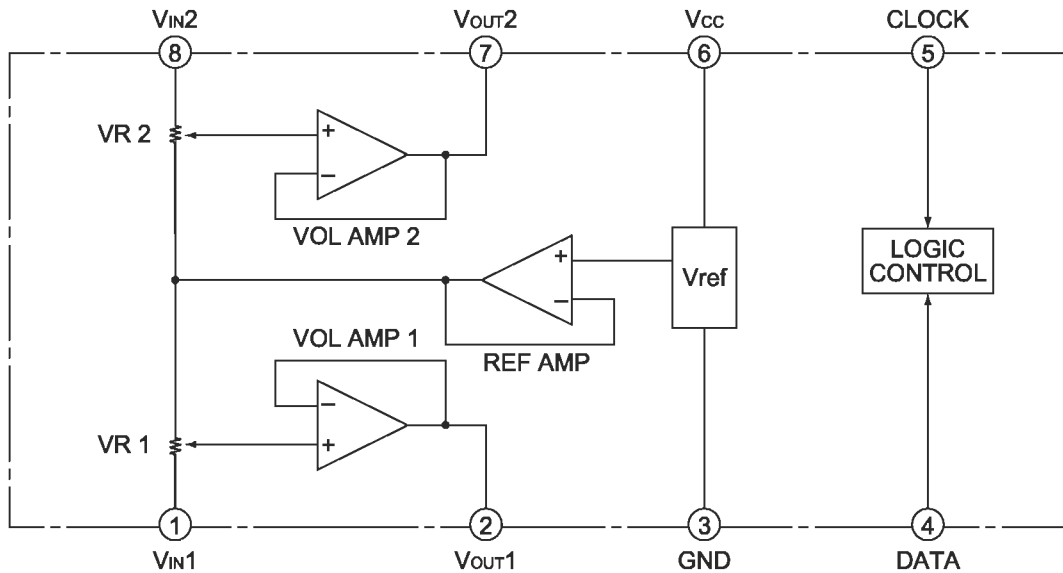 VIN2 VOUT2 VCC CLOCK
8 7 6 5
VR 2
+
−
VOL AMP 2
+
−
Vref
LOGIC
CONTROL
VOL AMP 1
REF AMP
−
+
VR 1
1 2 3 4
VIN1 VOUT1 GND DATA